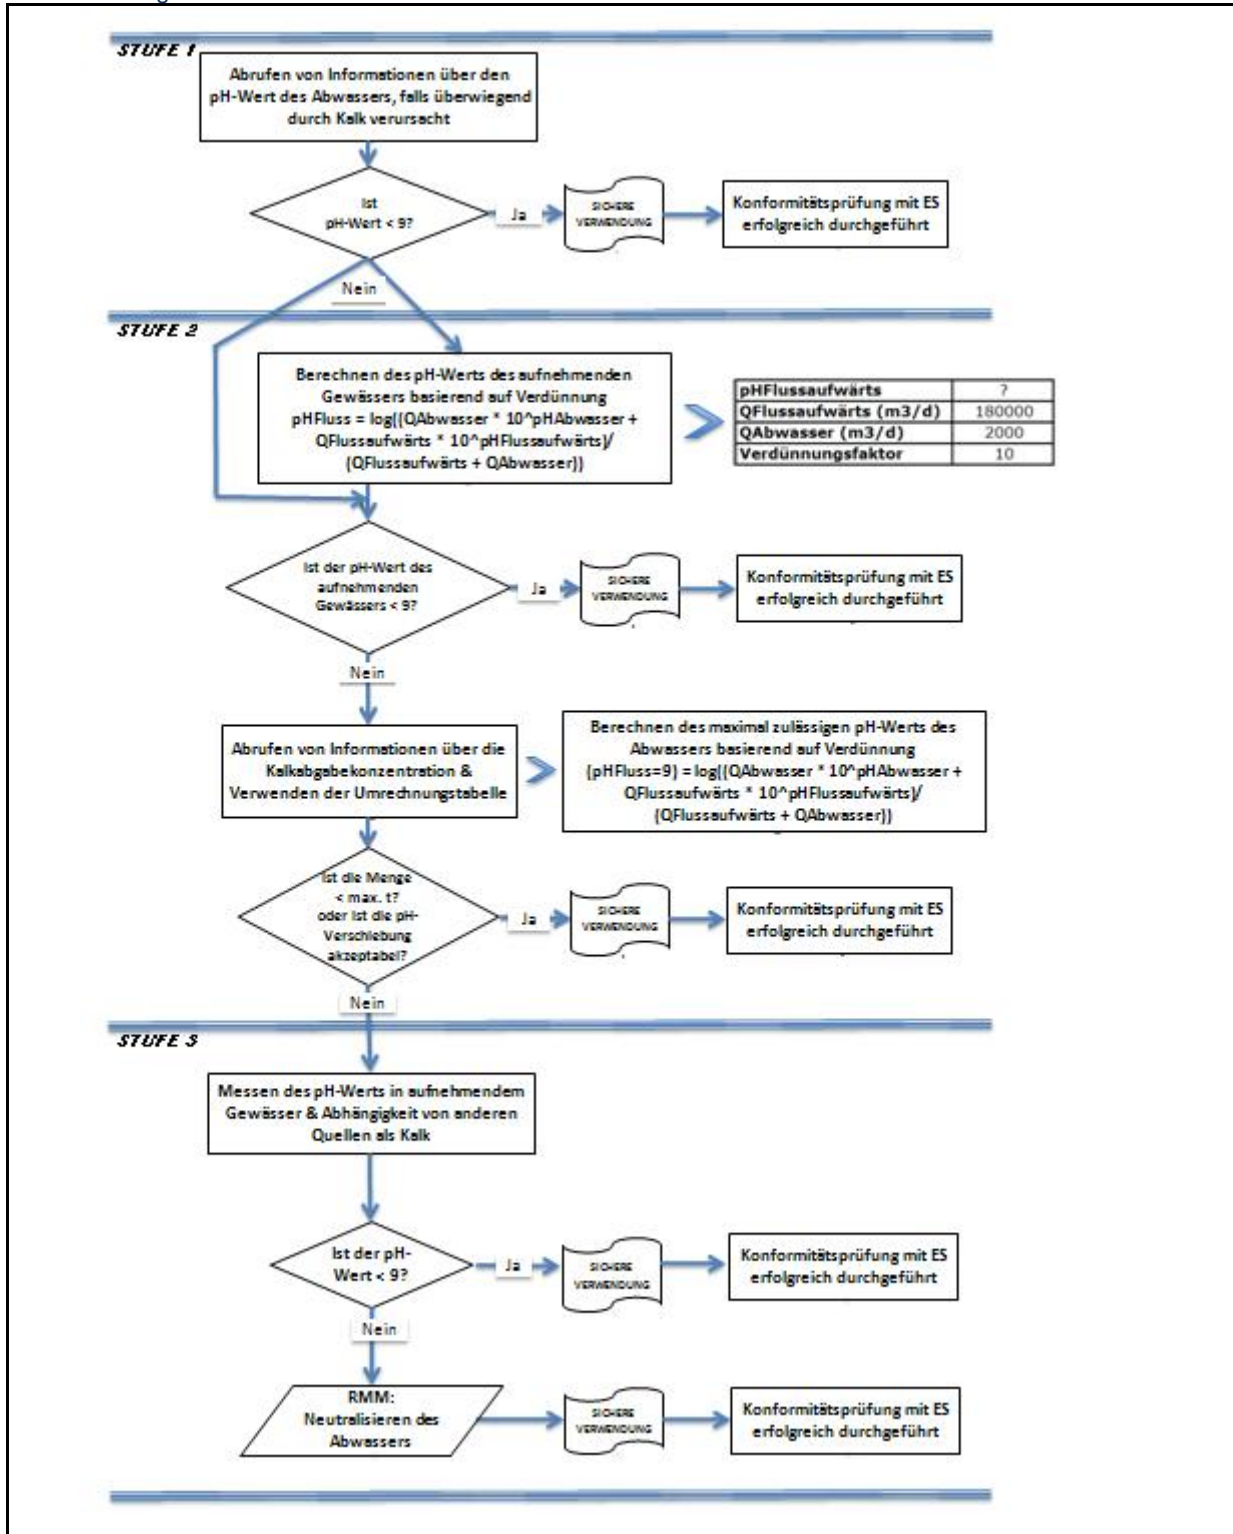 STUFE 1
Abrufen von Informationen über den
pH-Wert des Abwassers, falls überwiegend
durch Kalk verursacht
Ist
pH-Wert < 9?
Ja
SICHERE
VERWENDUNG
Konformitätsprüfung mit ES
erfolgreich durchgeführt
Nein
STUFE 2
Berechnen des pH-Werts des aufnehmenden
Gewässers basierend auf Verdünnung
pHFluss = log((QAbwasser * 10^pHAbwasser +
QFlussaufwärts * 10^pHFlussaufwärts)/
(QFlussaufwärts + QAbwasser))
pHFlussaufwärts ?
QFlussaufwärts (m3/d) 180000
QAbwasser (m3/d) 2000
Verdünnungsfaktor 10
Ist der pH-Wert des
aufnehmenden
Gewässers < 9?
Ja
SICHERE
VERWENDUNG
Konformitätsprüfung mit ES
erfolgreich durchgeführt
Nein
Abrufen von Informationen über die
Kalkabgabekonzentration &
Verwenden der Umrechnungstabelle
Berechnen des maximal zulässigen pH-Werts des
Abwassers basierend auf Verdünnung
(pHFluss=9) = log((QAbwasser * 10^pHAbwasser +
QFlussaufwärts * 10^pHFlussaufwärts)/
(QFlussaufwärts + QAbwasser))
Ist die Menge
< max. t?
oder ist die pH-
Verschiebung
akzeptabel?
Ja
SICHERE
VERWENDUNG
Konformitätsprüfung mit ES
erfolgreich durchgeführt
Nein
STUFE 3
Messen des pH-Werts in aufnehmendem
Gewässer & Abhängigkeit von anderen
Quellen als Kalk
Ist der pH-
Wert < 9?
Ja
SICHERE
VERWENDUNG
Konformitätsprüfung mit ES
erfolgreich durchgeführt
Nein
RMM:
Neutralisieren des
Abwassers
SICHERE
VERWENDUNG
Konformitätsprüfung mit ES
erfolgreich durchgeführt